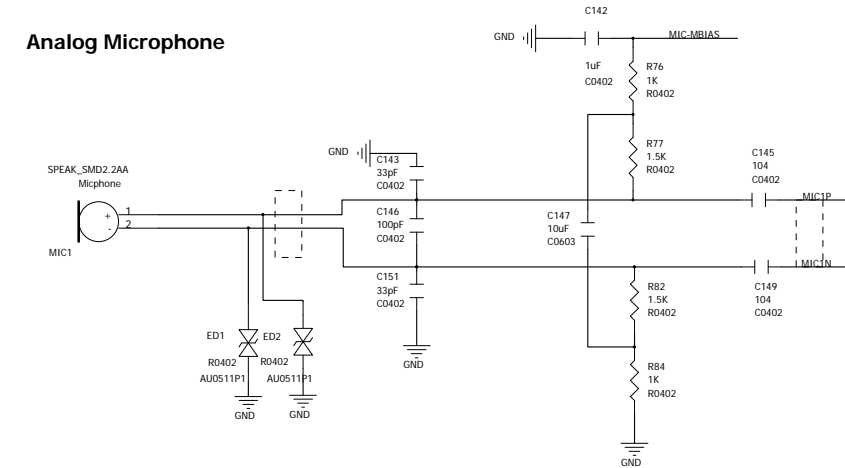 Analog Microphone
C142
GND
MIC-MBIAS
1uF
C0402
R76
1K
R0402
GND
C143
33pF
C0402
R77
1.5K
R0402
C145
104
C0402
SPEAK_SMD2.2AA
Micphone
1
2
+
-
MIC1
C146
100pF
C0402
C147
10uF
C0603
MIC1P
MIC1N
C151
33pF
C0402
R82
1.5K
R0402
C149
104
C0402
ED1
ED2
R0402
R0402
AU0511P1
AU0511P1
GND
GND
GND
R84
1K
R0402
GND